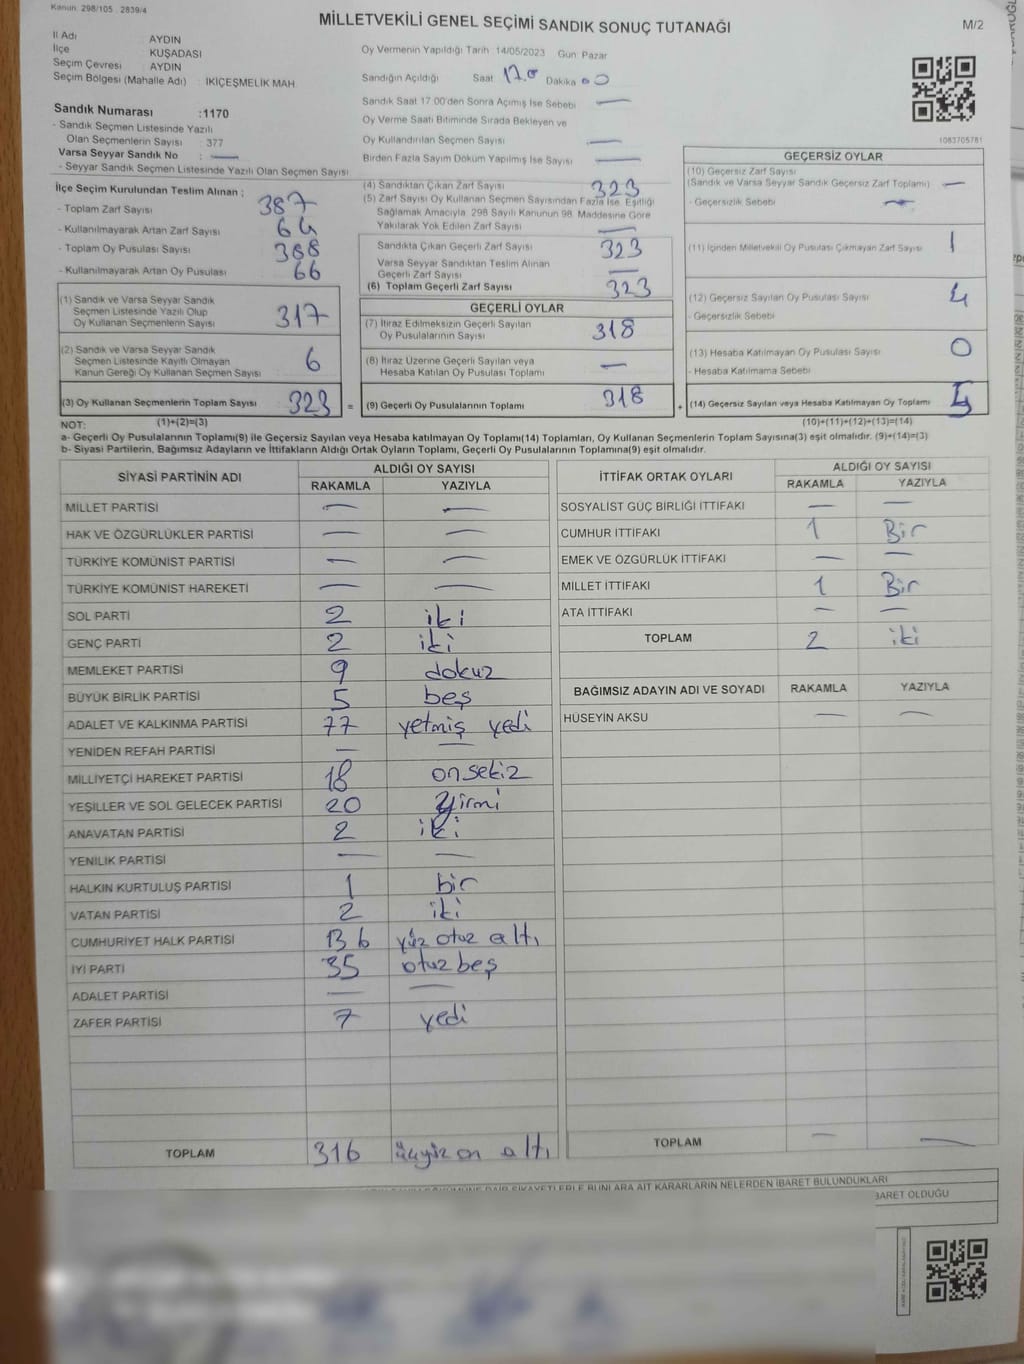 Kanun: 298/105 . 2839/4
MİLLETVEKİLİ GENEL SEÇİMİ SANDIK SONUÇ TUTANAĞI
M/2
İl Adı AYDIN
İlçe KUŞADASI
Seçim Çevresi AYDIN
Seçim Bölgesi (Mahalle Adı) : İKİÇEŞMELİK MAH
Oy Vermenin Yapıldığı Tarih 14/05/2023 Gün: Pazar
Sandığın Açıldığı Saat 17.0 Dakika 00
Sandık Saat 17.00'den Sonra Açımış İse Sebebi —
Oy Verme Saati Bitiminde Sırada Bekleyen ve
Oy Kullandırılan Seçmen Sayısı : —
Birden Fazla Sayım Döküm Yapılmış İse Sayısı —
1083705781
Sandık Numarası :1170
- Sandık Seçmen Listesinde Yazılı
Olan Seçmenlerin Sayısı : 377
Varsa Seyyar Sandık No : —
- Seyyar Sandık Seçmen Listesinde Yazılı Olan Seçmen Sayısı
İlçe Seçim Kurulundan Teslim Alınan ;
- Toplam Zarf Sayısı 387
- Kullanılmayarak Artan Zarf Sayısı : 64
- Toplam Oy Pusulası Sayısı 388
- Kullanılmayarak Artan Oy Pusulası 66
(1) Sandık ve Varsa Seyyar Sandık
Seçmen Listesinde Yazılı Olup
Oy Kullanan Seçmenlerin Sayısı : 317
(2) Sandık ve Varsa Seyyar Sandık
Seçmen Listesinde Kayıtlı Olmayan
Kanun Gereği Oy Kullanan Seçmen Sayısı 6
(3) Oy Kullanan Seçmenlerin Toplam Sayısı 323 =
(4) Sandıktan Çıkan Zarf Sayısı 323
(5) Zarf Sayısı Oy Kullanan Seçmen Sayısından Fazla İse, Eşitliği
Sağlamak Amacıyla, 298 Sayılı Kanunun 98. Maddesine Göre
Yakılarak Yok Edilen Zarf Sayısı —
Sandıkta Çıkan Geçerli Zarf Sayısı 323
Varsa Seyyar Sandıktan Teslim Alınan
Geçerli Zarf Sayısı —
(6) Toplam Geçerli Zarf Sayısı 323
GEÇERLİ OYLAR
(7) İtiraz Edilmeksizin Geçerli Sayılan
Oy Pusulalarının Sayısı 318
(8) İtiraz Üzerine Geçerli Sayılan veya
Hesaba Katılan Oy Pusulası Toplamı —
(9) Geçerli Oy Pusulalarının Toplamı 318 +
GEÇERSİZ OYLAR
(10) Geçersiz Zarf Sayısı
(Sandık ve Varsa Seyyar Sandık Geçersiz Zarf Toplamı) —
- Geçersizlik Sebebi —
(11) İçinden Milletvekili Oy Pusulası Çıkmayan Zarf Sayısı 1
(12) Geçersiz Sayılan Oy Pusulası Sayısı 4
- Geçersizlik Sebebi :
(13) Hesaba Katılmayan Oy Pusulası Sayısı 0
- Hesaba Katılmama Sebebi
(14) Geçersiz Sayılan veya Hesaba Katılmayan Oy Toplamı 5
NOT: (1)+(2)=(3) (10)+(11)+(12)+(13)=(14)
a- Geçerli Oy Pusulalarının Toplamı(9) ile Geçersiz Sayılan veya Hesaba katılmayan Oy Toplamı(14) Toplamları, Oy Kullanan Seçmenlerin Toplam Sayısına(3) eşit olmalıdır. (9)+(14)=(3)
b- Siyasi Partilerin, Bağımsız Adayların ve İttifakların Aldığı Ortak Oyların Toplamı, Geçerli Oy Pusulalarının Toplamına(9) eşit olmalıdır.
SİYASİ PARTİNİN ADI ALDIĞI OY SAYISI
RAKAMLA YAZIYLA
MİLLET PARTİSİ — —
HAK VE ÖZGÜRLÜKLER PARTİSİ — —
TÜRKİYE KOMÜNİST PARTİSİ — —
TÜRKİYE KOMÜNİST HAREKETİ — —
SOL PARTİ 2 iki
GENÇ PARTİ 2 iki
MEMLEKET PARTİSİ 9 dokuz
BÜYÜK BİRLİK PARTİSİ 5 beş
ADALET VE KALKINMA PARTİSİ 77 yetmiş yedi
YENİDEN REFAH PARTİSİ — —
MİLLİYETÇİ HAREKET PARTİSİ 18 onsekiz
YEŞİLLER VE SOL GELECEK PARTİSİ 20 Yirmi
ANAVATAN PARTİSİ 2 iki
YENİLİK PARTİSİ — —
HALKIN KURTULUŞ PARTİSİ 1 bir
VATAN PARTİSİ 2 iki
CUMHURİYET HALK PARTİSİ 136 yüz otuz altı
İYİ PARTİ 35 otuz beş
ADALET PARTİSİ — —
ZAFER PARTİSİ 7 yedi
TOPLAM 316 üçyüz on altı
İTTİFAK ORTAK OYLARI ALDIĞI OY SAYISI
RAKAMLA YAZIYLA
SOSYALİST GÜÇ BİRLİĞİ İTTİFAKI — —
CUMHUR İTTİFAKI 1 Bir
EMEK VE ÖZGÜRLÜK İTTİFAKI — —
MİLLET İTTİFAKI 1 Bir
ATA İTTİFAKI — —
TOPLAM 2 iki
BAĞIMSIZ ADAYIN ADI VE SOYADI RAKAMLA YAZIYLA
HÜSEYİN AKSU — —
TOPLAM — —
ŞİKAYETLERLE BUNLARA AİT KARARLARIN NELERDEN İBARET BULUNDUKLARI
BARET OLDUĞU